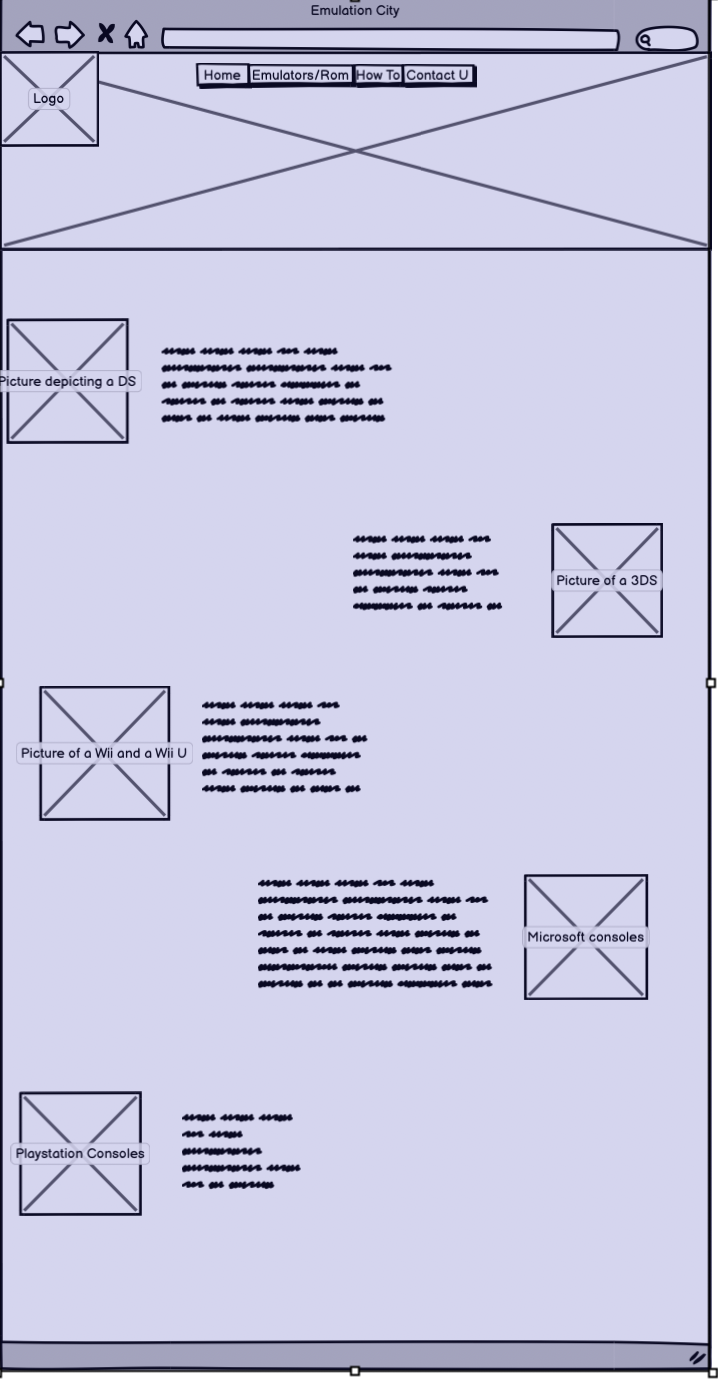 Emulation City
Home Emulators/Rom How To Contact U
Logo
Picture depicting a DS
Picture of a 3DS
Picture of a Wii and a Wii U
Microsoft consoles
Playstation Consoles